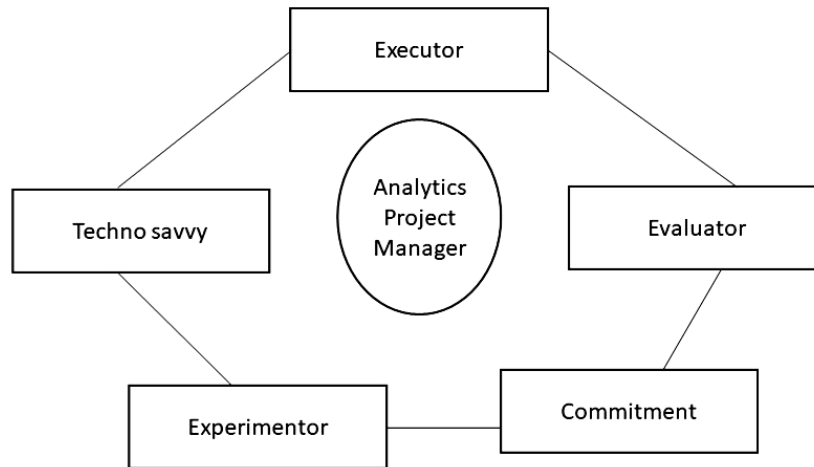 Executor
Analytics
Project
Manager
Techno savvy
Evaluator
Experimentor
Commitment